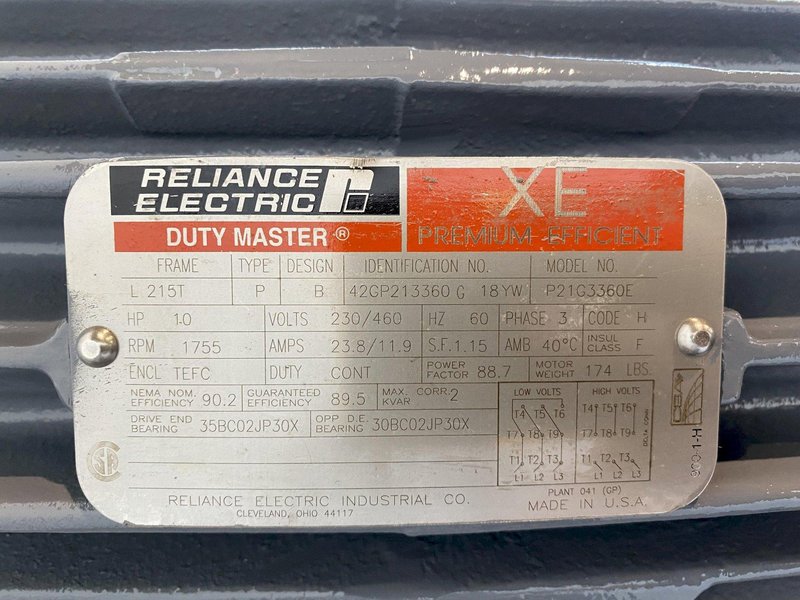 RELIANCE
ELECTRIC
DUTY MASTER ®
XE
PREMIUM EFFICIENT
FRAME TYPE DESIGN IDENTIFICATION NO. MODEL NO.
L 215T P B 42GP213360 G 18YW P21G3360E
HP 10 VOLTS 230/460 HZ 60 PHASE 3 CODE H
RPM 1755 AMPS 23.8/11.9 S.F. 1.15 AMB 40°C INSUL CLASS F
ENCL TEFC DUTY CONT POWER FACTOR 88.7 MOTOR WEIGHT 174 LBS.
NEMA NOM. EFFICIENCY 90.2 GUARANTEED EFFICIENCY 89.5 MAX. CORR. KVAR 2
DRIVE END BEARING 35BC02JP30X OPP D.E. BEARING 30BC02JP30X
LOW VOLTS HIGH VOLTS
T4 T5 T6 T4 T5 T6
T7 T8 T9 T7 T8 T9
T1 T2 T3 T1 T2 T3
L1 L2 L3 L1 L2 L3
DELTA CONN.
900-1-H
PLANT 041 (GP)
RELIANCE ELECTRIC INDUSTRIAL CO.
CLEVELAND, OHIO 44117
MADE IN U.S.A.